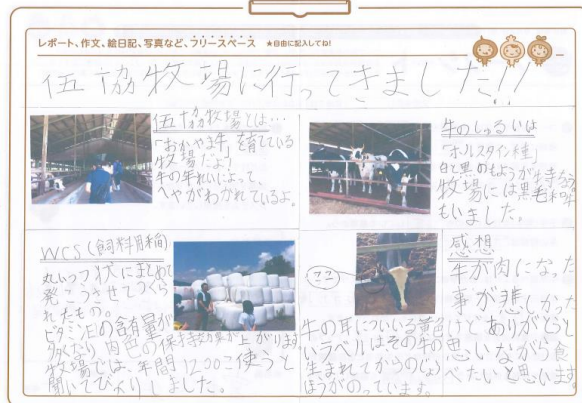 レポート、作文、絵日記、写真など、フリースペース ★自由に記入してね!
伍協牧場に行ってきました!!
伍協牧場とは…
「おかやま牛」を育ている
牧場だよ。
牛の年れいによって、
へやがわかれているよ。
牛のしゅるいは
「ホルスタイン種」
白と黒のもようが特ちょう
牧場には黒毛和牛
もいました。
WCS(飼料用稲)
丸いつつ状にまとめて
発こうさせてつくら
れたもの。
ビタミンEの含有量が
多くなり肉色の保持効果が上がります
牧場では、年間1200こ使うと
聞いてびっくりしました。
ココ
牛の耳についている黄色
いラベルはその牛の
生まれてからのじょう
ほうがのっています。
感想
牛が肉になった
事が悲しかった
けどありがとうと
思いながら食
べたいと思います